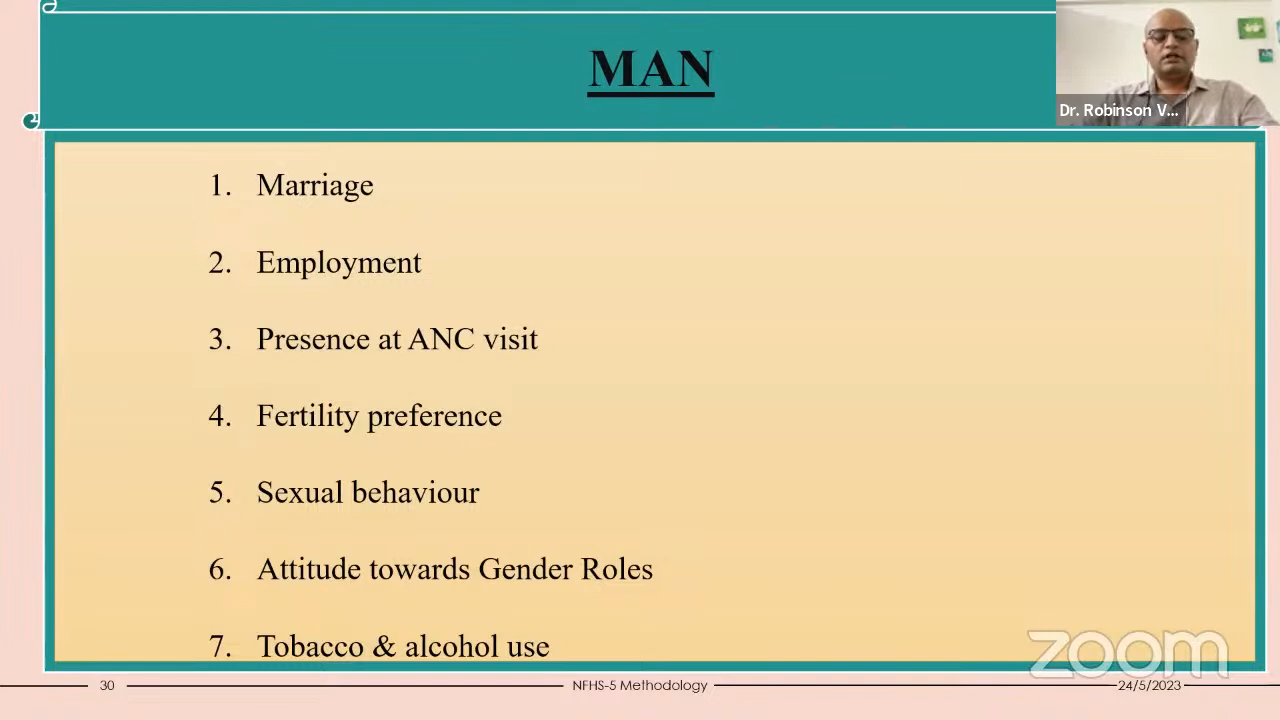 MAN
Dr. Robinson V...
1. Marriage
2. Employment
3. Presence at ANC visit
4. Fertility preference
5. Sexual behaviour
6. Attitude towards Gender Roles
7. Tobacco & alcohol use
zoom
30
NFHS-5 Methodology
24/5/2023